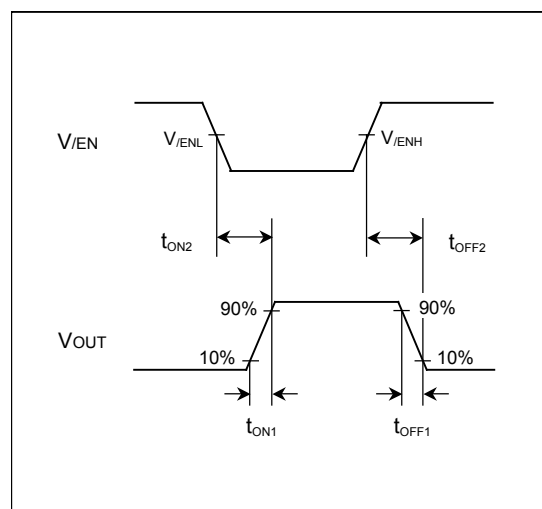 V/EN
V/ENL
V/ENH
tON2
tOFF2
VOUT
90%
90%
10%
10%
tON1
tOFF1